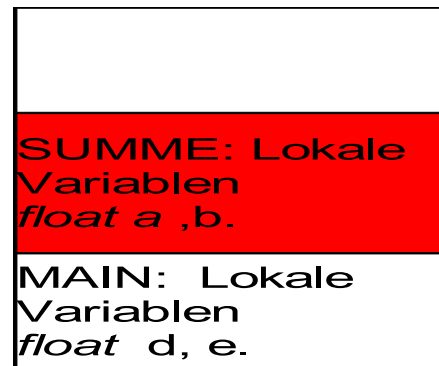 SUMME: Lokale
Variablen
float a ,b.
MAIN: Lokale
Variablen
float d, e.